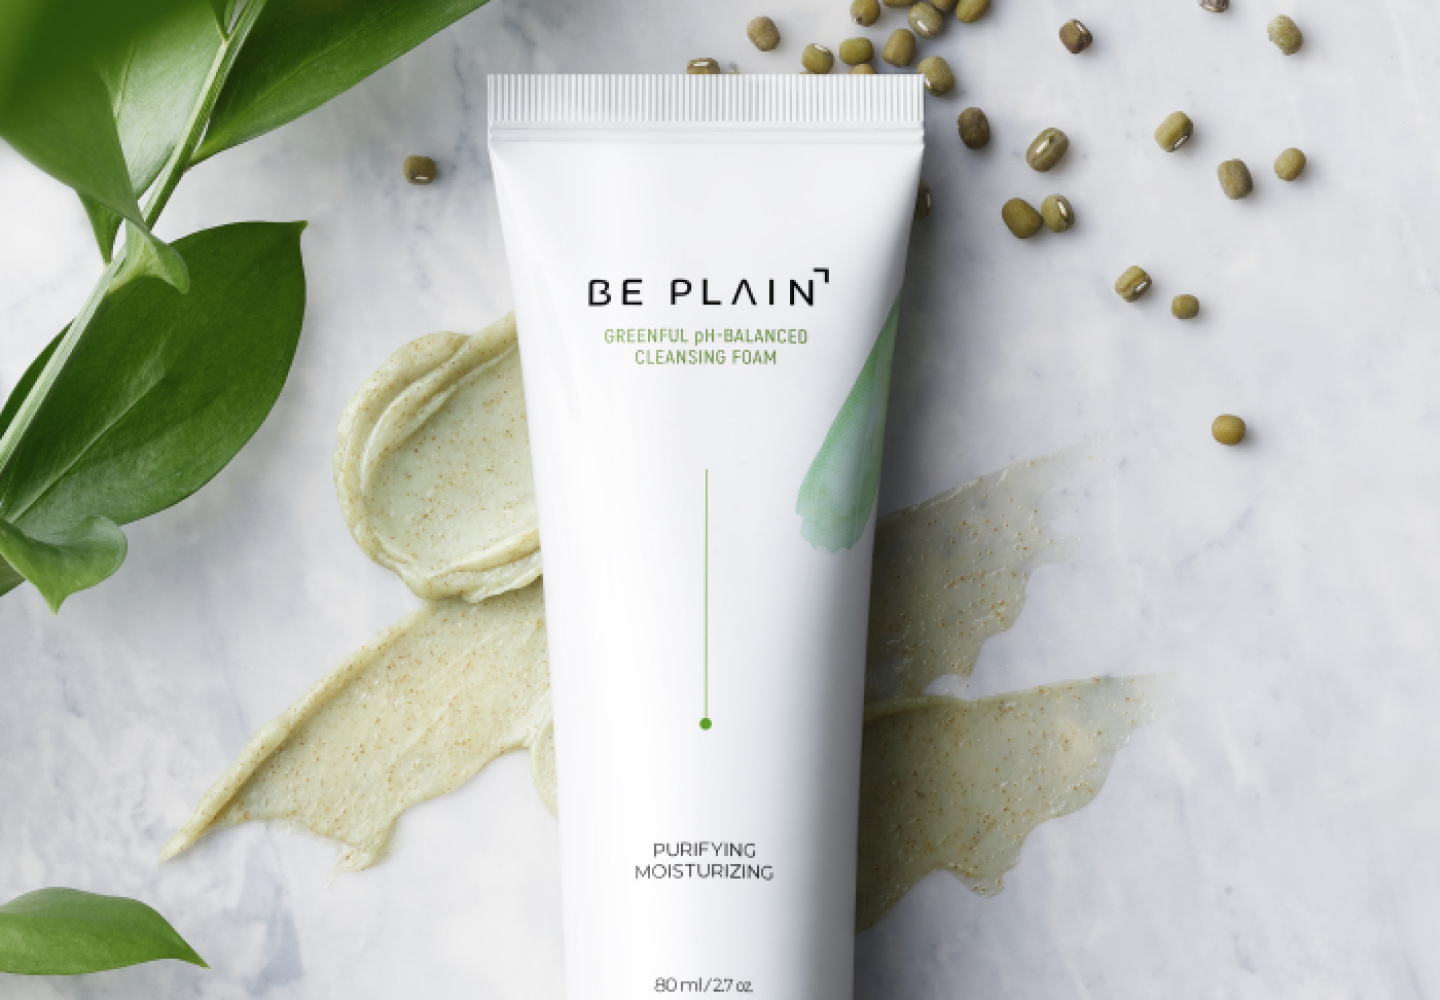 BE PLAIN
GREENFUL pH-BALANCED
CLEANSING FOAM
PURIFYING
MOISTURIZING
80 ml/2.7 oz.